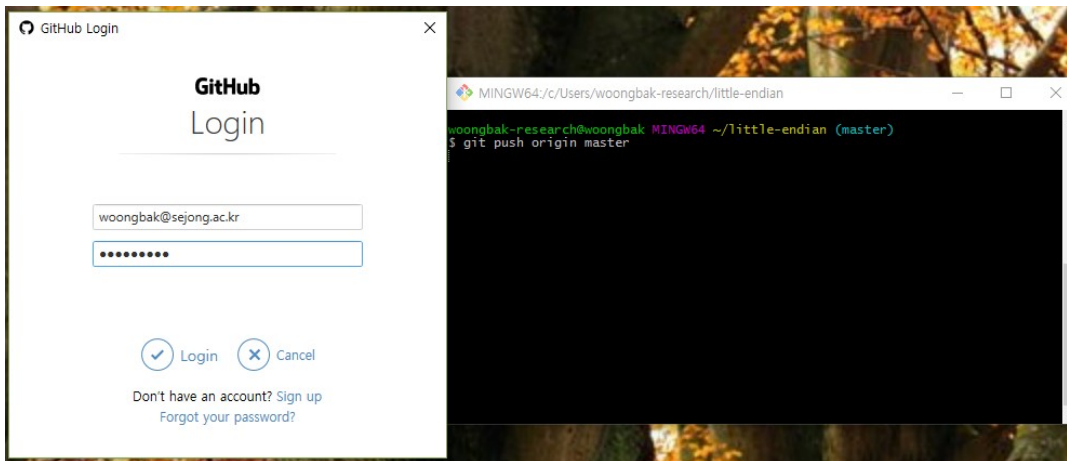 GitHub Login
GitHub
Login
woongbak@sejong.ac.kr
•••••••••
Login
Cancel
Don't have an account? Sign up
Forgot your password?
MINGW64:/c/Users/woongbak-research/little-endian
woongbak-research@woongbak MINGW64 ~/little-endian (master)
$ git push origin master